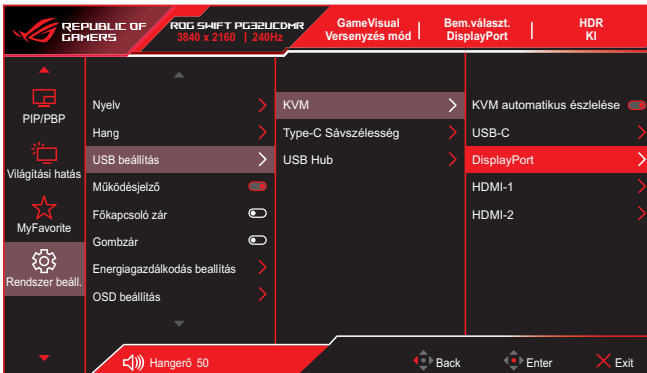 REPUBLIC OF
GAMERS
ROG SWIFT PG32UCDMR
3840 x 2160 | 240Hz
GameVisual
Versenyzés mód
Bem.választ.
DisplayPort
HDR
KI
PIP/PBP
Világítási hatás
MyFavorite
Rendszer beáll.
Nyelv
Hang
USB beállítás
Működésjelző
Főkapcsoló zár
Gombzár
Energiagazdálkodás beallítás
OSD beállítás
KVM
Type-C Sávszélesség
USB Hub
KVM automatikus észlelése
USB-C
DisplayPort
HDMI-1
HDMI-2
Hangerő 50
Back
Enter
Exit